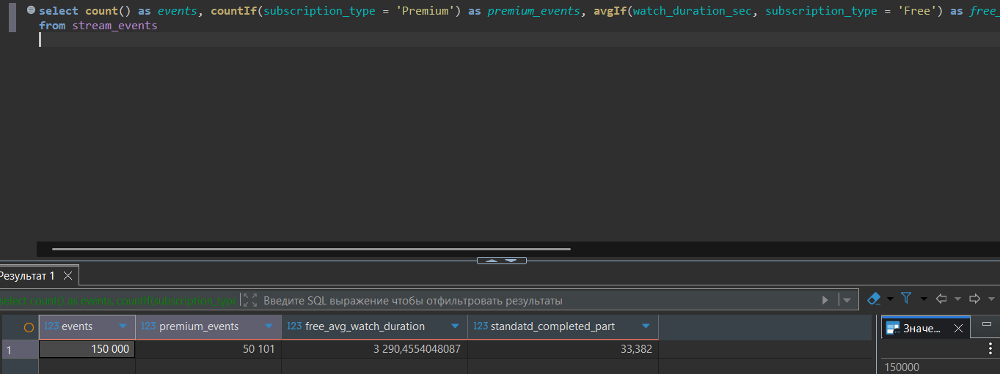 select count() as events, countIf(subscription_type = 'Premium') as premium_events, avgIf(watch_duration_sec, subscription_type = 'Free') as free_
from stream_events
Результат 1
select count() as events, countIf(subscription_type
Введите SQL выражение чтобы отфильтровать результаты
123 events
123 premium_events
123 free_avg_watch_duration
123 standatd_completed_part
Значе...
1
150 000
50 101
3 290,4554048087
33,382
150000